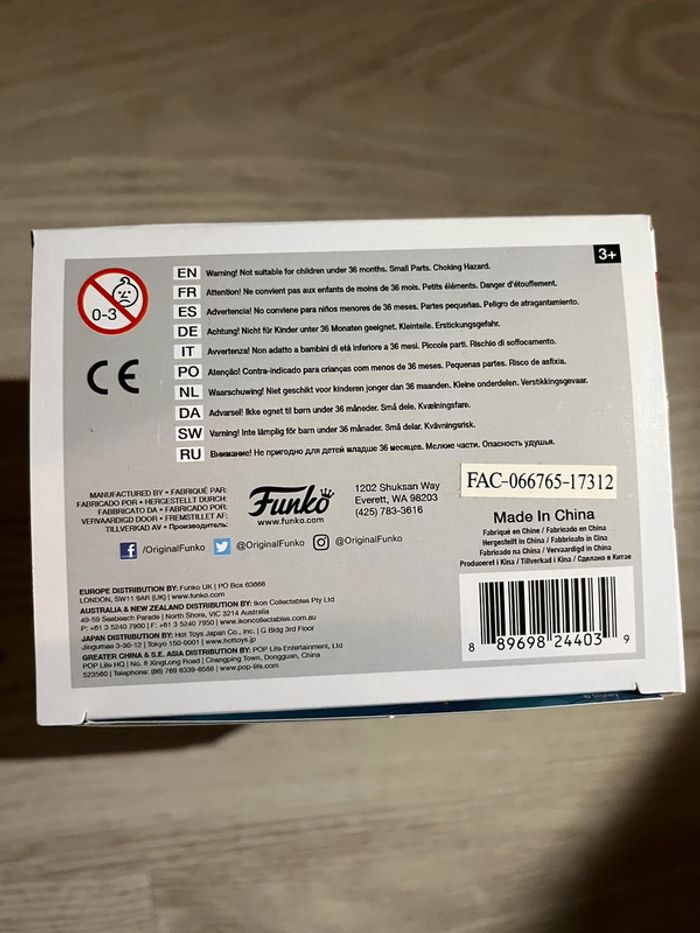 3+
0-3
EN Warning! Not suitable for children under 36 months. Small Parts. Choking Hazard.
FR Attention! Ne convient pas aux enfants de moins de 36 mois. Petits éléments. Danger d'étouffement.
ES Advertencia! No conviene para niños menores de 36 meses. Partes pequeñas. Peligro de atragantamiento.
DE Achtung! Nicht für Kinder unter 36 Monaten geeignet. Kleinteile. Erstickungsgefahr.
IT Avvertenza! Non adatto a bambini di età inferiore a 36 mesi. Piccole parti. Rischio di soffocamento.
PO Atenção! Contra-indicado para crianças com menos de 36 meses. Pequenas partes. Risco de asfixia.
NL Waarschuwing! Niet geschikt voor kinderen jonger dan 36 maanden. Kleine onderdelen. Verstikkingsgevaar.
DA Advarsel! Ikke egnet til børn under 36 måneder. Små dele. Kvælningsfare.
SW Varning! Inte lämplig för barn under 36 månader. Små delar. Kvävningsrisk.
RU Внимание! Не пригодно для детей младше 36 месяцев. Мелкие части. Опасность удушья.
CE
MANUFACTURED BY • FABRIQUÉ PAR:
FABRICADO POR • HERGESTELLT DURCH:
FABBRICATO DA • FABRICADO POR:
VERVAARDIGD DOOR • FREMSTILLET AF:
TILLVERKAD AV • Производитель:
Funko
www.funko.com
1202 Shuksan Way
Everett, WA 98203
(425) 783-3616
/OriginalFunko @OriginalFunko @OriginalFunko
FAC-066765-17312
Made In China
Fabriqué en Chine / Fabricado en China
Hergestellt in China / Fabbricato in Cina
Fabricado na China / Vervaardigd in China
Produceret i Kina / Tillverkad i Kina / Сделано в Китае
8 89698 24403 9
EUROPE DISTRIBUTION BY: Funko UK | PO Box 63668
LONDON, SW11 9AR (UK) | www.funko.com
AUSTRALIA & NEW ZEALAND DISTRIBUTION BY: Ikon Collectables Pty Ltd
49-59 Seabeach Parade | North Shore, VIC 3214 Australia
P: +61 3 5240 7900 | F: +61 3 5240 7950 | www.ikoncollectables.com.au
JAPAN DISTRIBUTION BY: Hot Toys Japan Co., Inc. | G Bldg 3rd Floor
Jingumae 3-30-12 | Tokyo 150-0001 | www.hottoys.jp
GREATER CHINA & S.E. ASIA DISTRIBUTION BY: POP Life Entertainment, Ltd
POP Life HQ | No. 8 XingLong Road | Changping Town, Dongguan, China
523560 | Telephone: (86) 769 8339-8568 | www.pop-life.com
© Disney